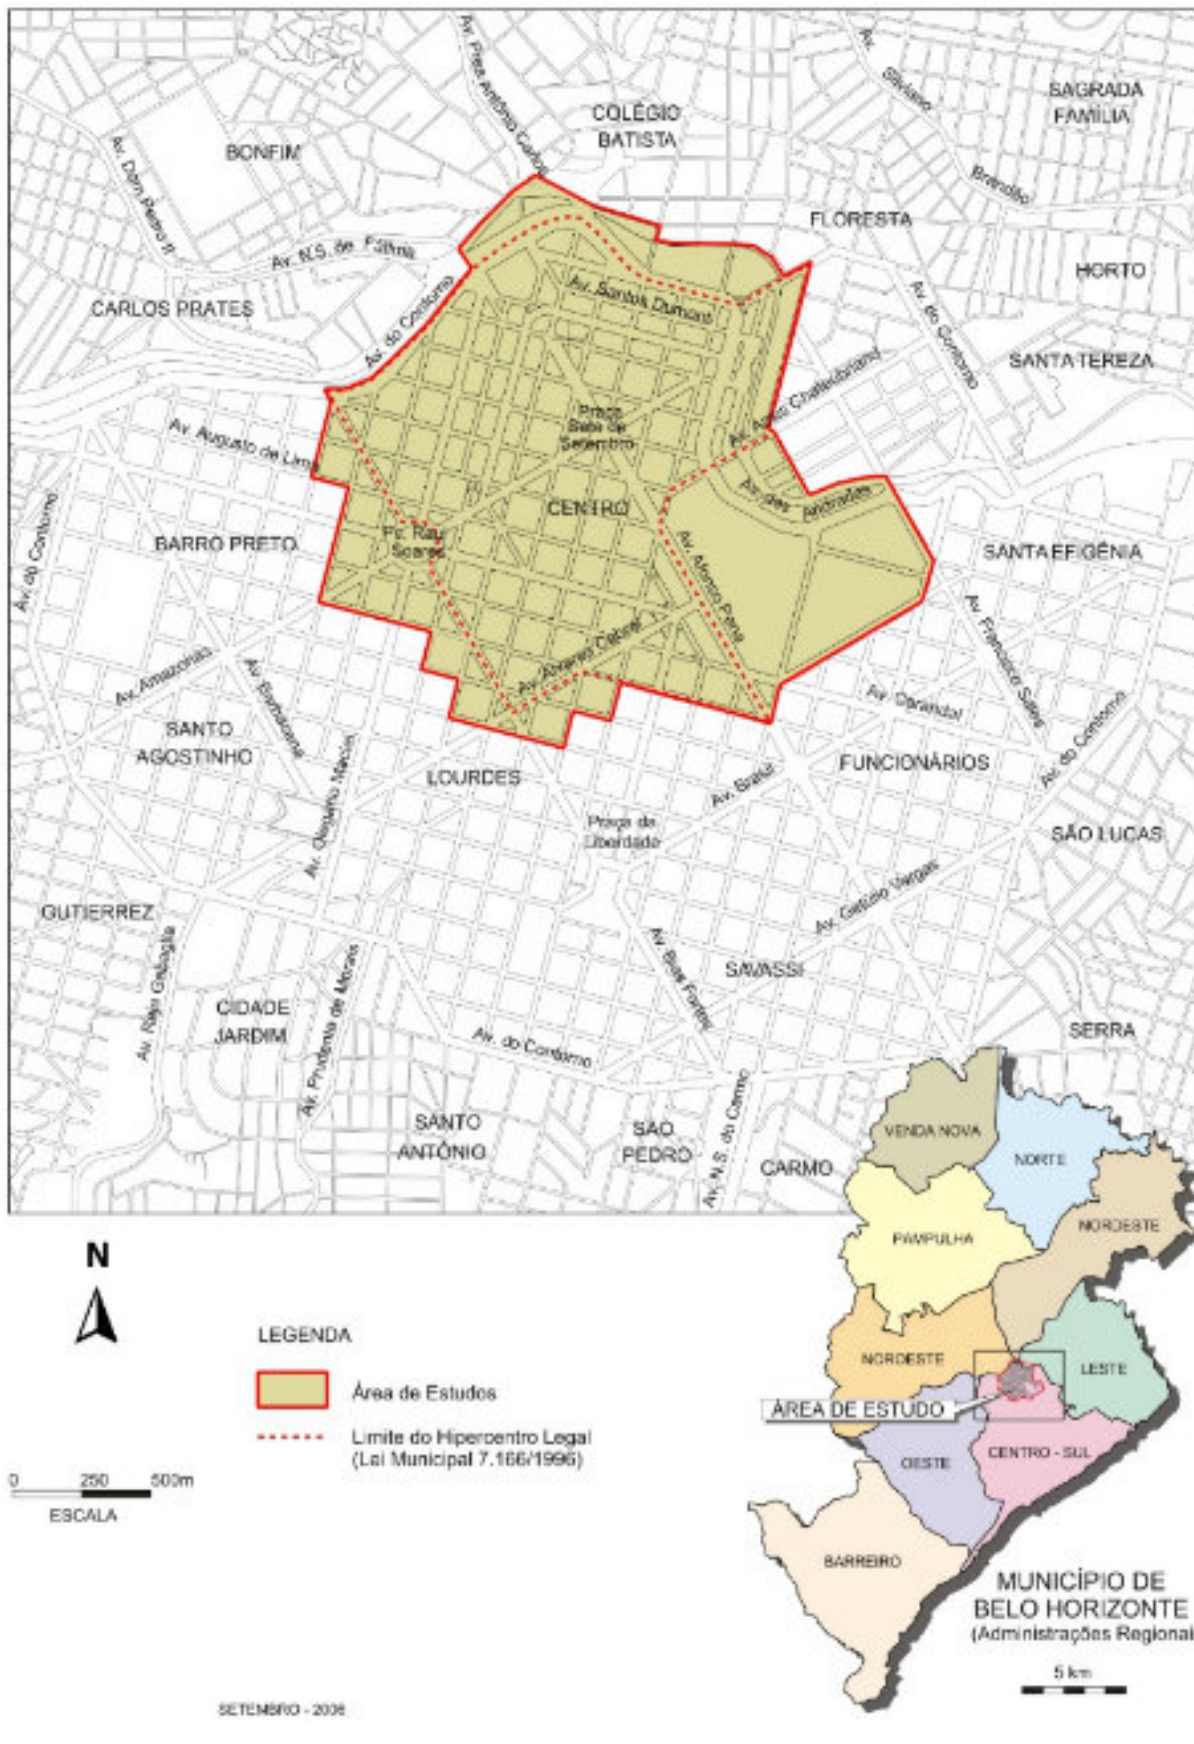 Av. Pres Antônio Carlos
Av.
Silviano
Brandão
SAGRADA
FAMÍLIA
COLÉGIO
BATISTA
BONFIM
Av. Dom Pedro II
FLORESTA
Av. N.S. de Fátima
HORTO
CARLOS PRATES
Av. Santos Dumont
Av. do Contorno
Av. do Contorno
SANTA TEREZA
Av. Assis Chateubriand
Praça
Sete de
Setembro
Av. Augusto de Lima
Av. dos Andradas
CENTRO
Av. do Contorno
BARRO PRETO
Pç. Raul
Soares
Av. Afonso Pena
SANTA EFIGÊNIA
Av. Francisco Sales
Av. Álvares Cabral
Av. Amazonas
Av. Barbacena
Av. Carandaí
SANTO
AGOSTINHO
Av. do Contorno
LOURDES
FUNCIONÁRIOS
Av. Brasil
Av. Olegário Maciel
Praça da
Liberdade
SÃO LUCAS
GUTIERREZ
Av. Getúlio Vargas
Av. Raja Gabaglia
Av. Bias Fortes
SAVASSI
CIDADE
JARDIM
Av. Prudente de Morais
Av. do Contorno
SERRA
SANTO
ANTÔNIO
SÃO
PEDRO
Av. N.S. do Carmo
CARMO
VENDA NOVA
NORTE
NORDESTE
PAMPULHA
N
LEGENDA
NOROESTE
LESTE
Área de Estudos
ÁREA DE ESTUDO
Limite do Hipercentro Legal
(Lei Municipal 7.166/1996)
CENTRO - SUL
OESTE
0 250 500m
ESCALA
BARREIRO
MUNICÍPIO DE
BELO HORIZONTE
(Administrações Regionai
5 km
SETEMBRO - 2006